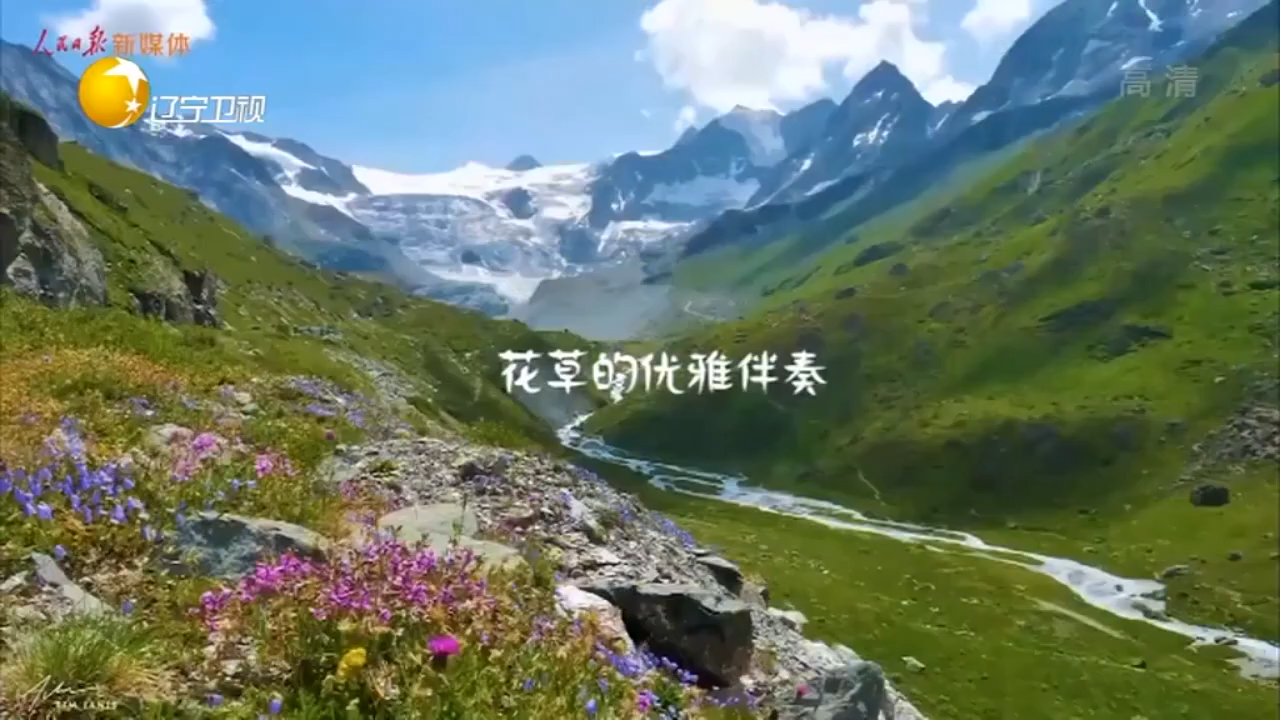 人民日报 新媒体
辽宁卫视
高清
花草的优雅伴奏